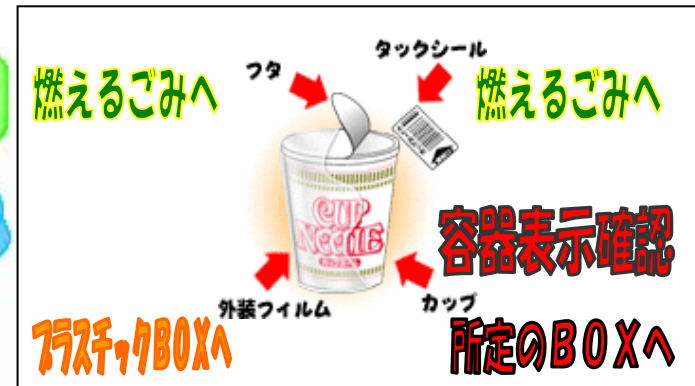 タックシール
フタ
燃えるごみへ
燃えるごみへ
CUP
NOODLE
容器表示確認
外装フィルム
カップ
プラスチックBOXへ
所定のBOXへ